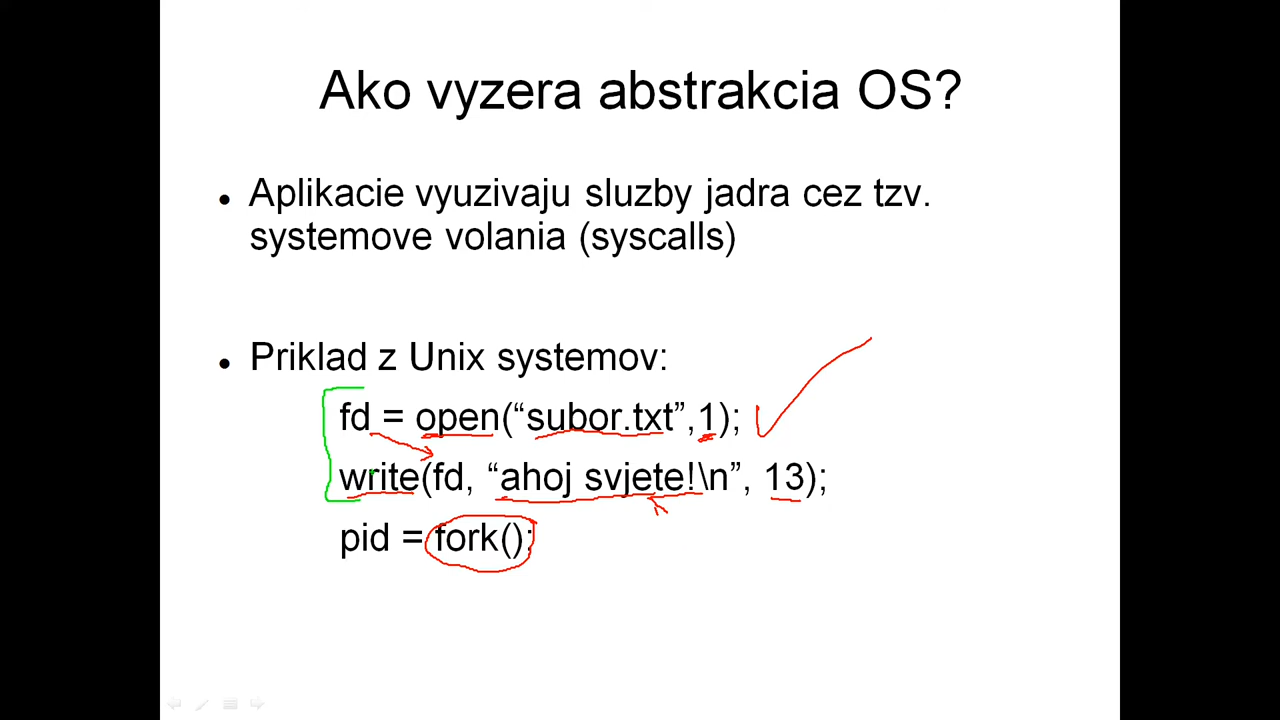 Ako vyzera abstrakcia OS?
• Aplikacie vyuzivaju sluzby jadra cez tzv.
systemove volania (syscalls)
• Priklad z Unix systemov:
fd = open(“subor.txt”,1);
write(fd, “ahoj svjete!\n”, 13);
pid = fork();